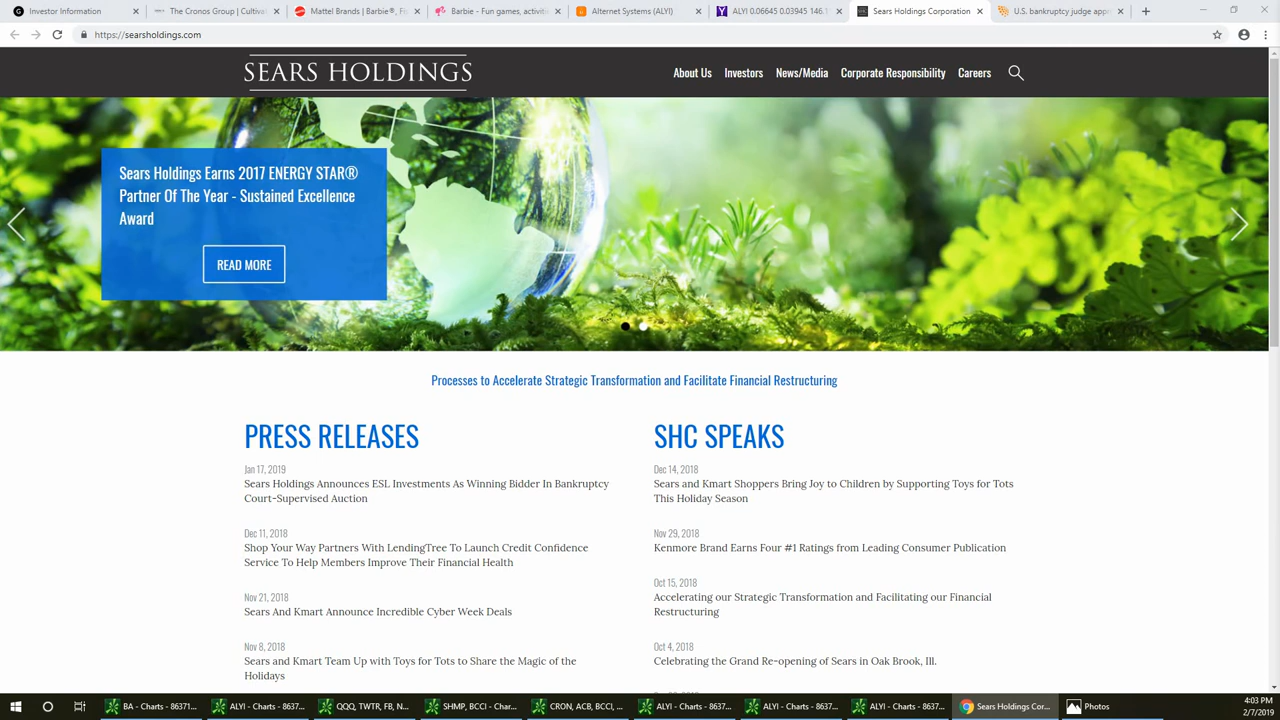 Investor Information
The Cronos Group | Cultiva
Mattel Brands | Barbie®, Fi
Barbie - Fun games, activiti
Alternet Systems (ALYI)
ALYI 0.06645 0.03945 146.1
Sears Holdings Corporation
U.S. bankruptcy judge appr
https://searsholdings.com
SEARS HOLDINGS
About Us
Investors
News/Media
Corporate Responsibility
Careers
Sears Holdings Earns 2017 ENERGY STAR®
Partner Of The Year - Sustained Excellence
Award
READ MORE
Processes to Accelerate Strategic Transformation and Facilitate Financial Restructuring
PRESS RELEASES
Jan 17, 2019
Sears Holdings Announces ESL Investments As Winning Bidder In Bankruptcy
Court-Supervised Auction
Dec 11, 2018
Shop Your Way Partners With LendingTree To Launch Credit Confidence
Service To Help Members Improve Their Financial Health
Nov 21, 2018
Sears And Kmart Announce Incredible Cyber Week Deals
Nov 8, 2018
Sears and Kmart Team Up with Toys for Tots to Share the Magic of the
Holidays
SHC SPEAKS
Dec 14, 2018
Sears and Kmart Shoppers Bring Joy to Children by Supporting Toys for Tots
This Holiday Season
Nov 29, 2018
Kenmore Brand Earns Four #1 Ratings from Leading Consumer Publication
Oct 15, 2018
Accelerating our Strategic Transformation and Facilitating our Financial
Restructuring
Oct 4, 2018
Celebrating the Grand Re-opening of Sears in Oak Brook, Ill.
BA - Charts - 86371...
ALYI - Charts - 8637...
QQQ, TWTR, FB, N...
SHMP, BCCI - Char...
CRON, ACB, BCCI, ...
ALYI - Charts - 8637...
ALYI - Charts - 8637...
ALYI - Charts - 8637...
Sears Holdings Cor...
Photos
4:03 PM
2/7/2019